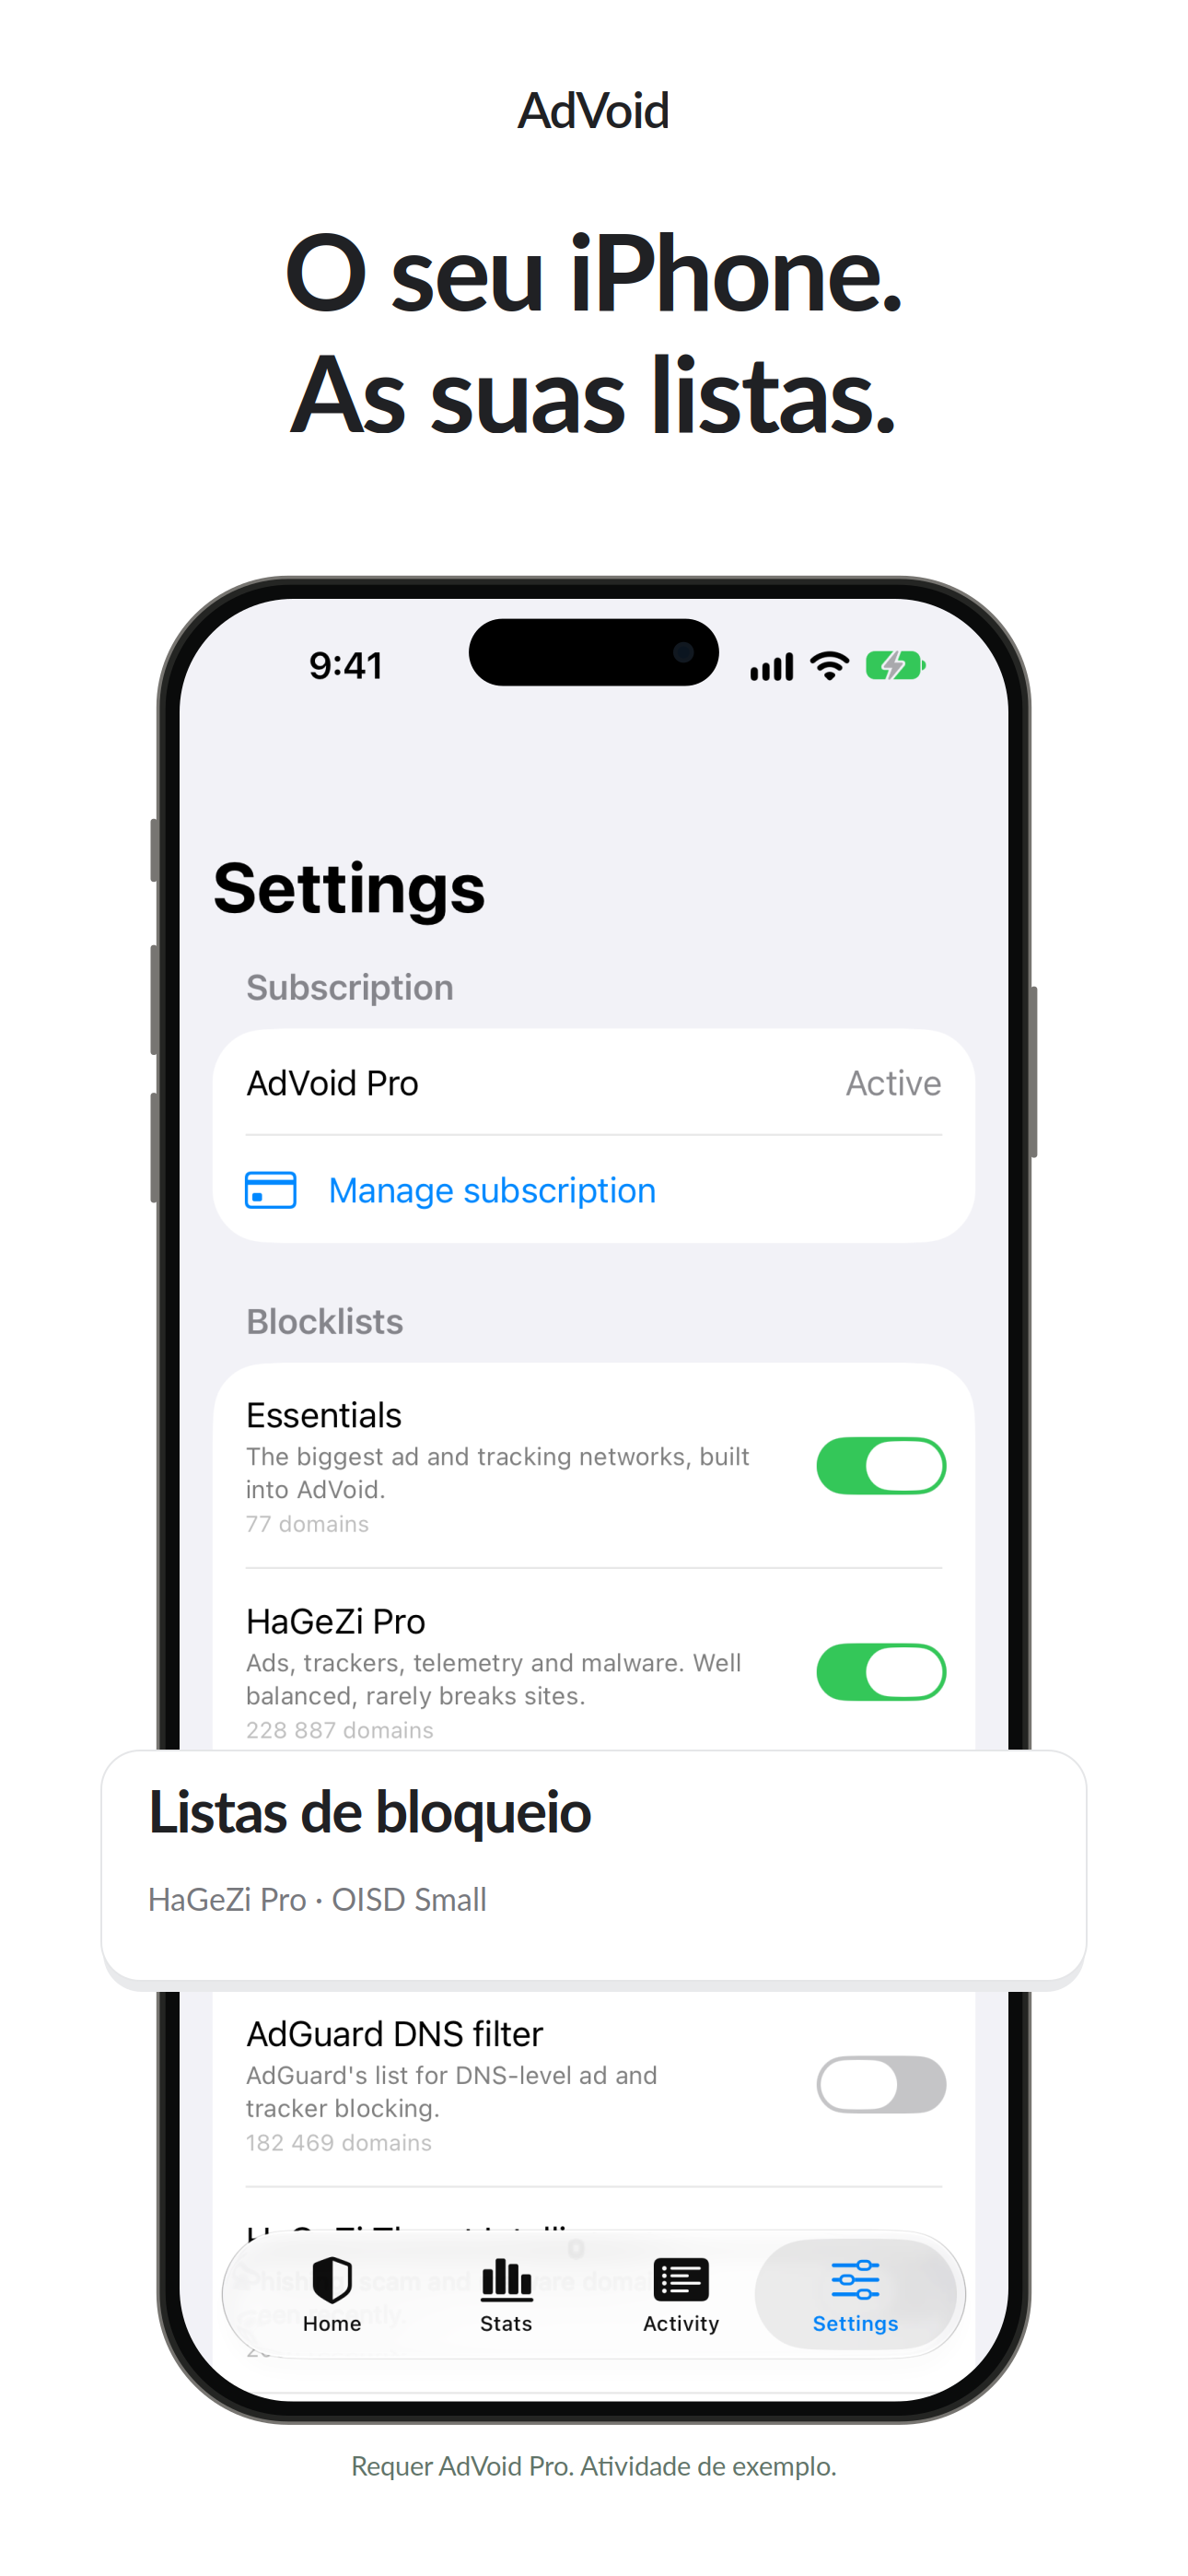 AdVoid
O seu iPhone.
As suas listas.
9:41
Settings
Subscription
AdVoid Pro
Active
Manage subscription
Blocklists
Essentials
The biggest ad and tracking networks, built
into AdVoid.
77 domains
HaGeZi Pro
Ads, trackers, telemetry and malware. Well
balanced, rarely breaks sites.
228 887 domains
Listas de bloqueio
HaGeZi Pro · OISD Small
AdGuard DNS filter
AdGuard's list for DNS-level ad and
tracker blocking.
182 469 domains
Home
Stats
Activity
Settings
Requer AdVoid Pro. Atividade de exemplo.